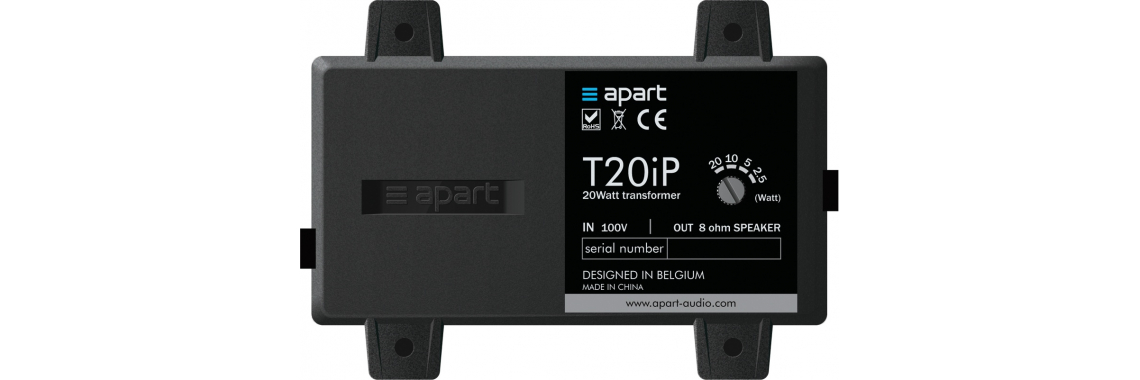 apart
apart
RoHS
CE
T20iP
20Watt transformer
20 10 5 2.5
(Watt)
IN 100V | OUT 8 ohm SPEAKER
serial number
DESIGNED IN BELGIUM
MADE IN CHINA
www.apart-audio.com